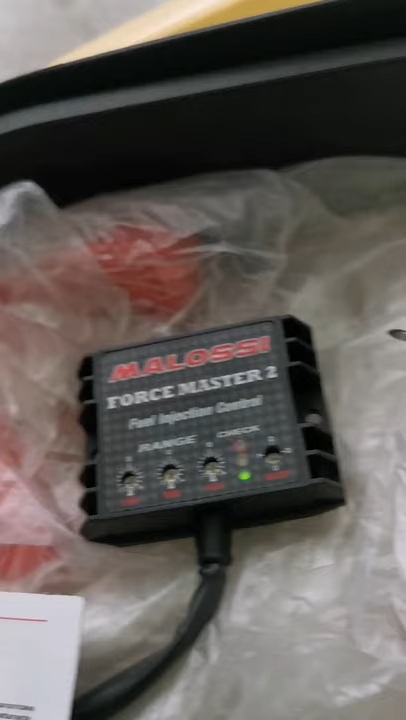 MALOSSI
FORCE MASTER 2
Fuel Injection Control
RANGE CHECK